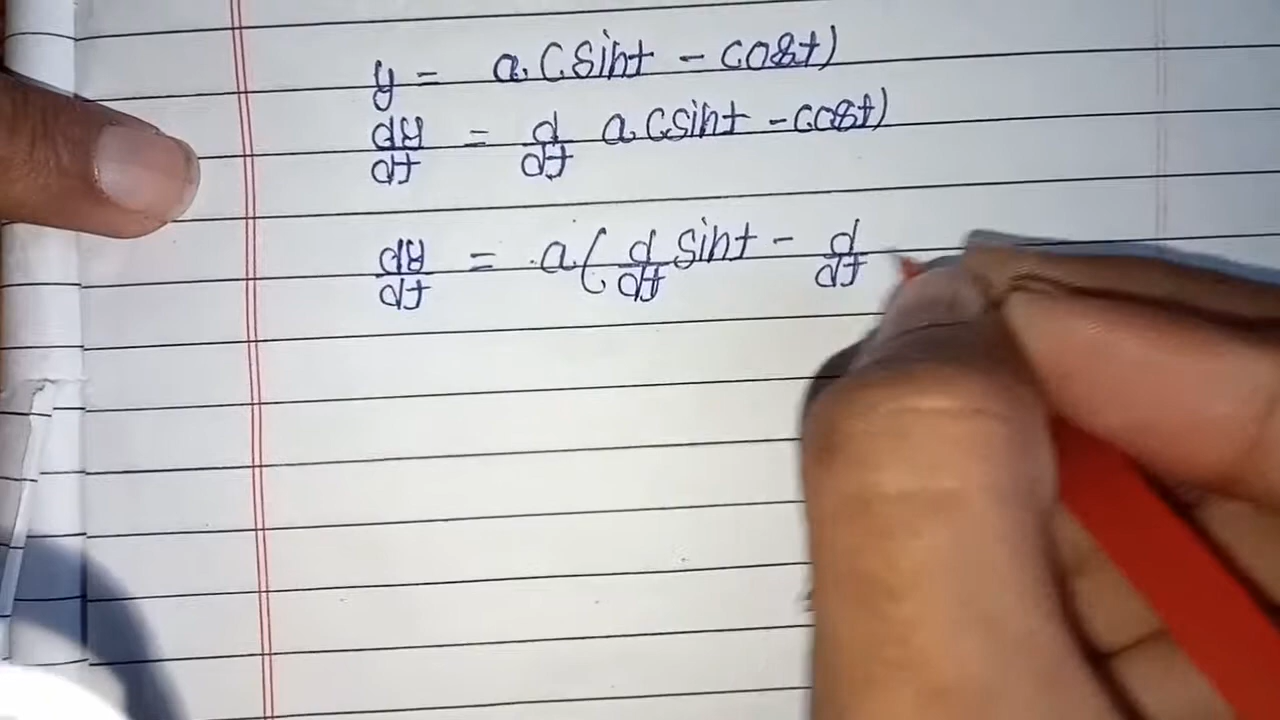 y = a(sint - cost)
dy/dt = d/dt a(sint - cost)
dy/dt = a(d/dt sint - d/dt